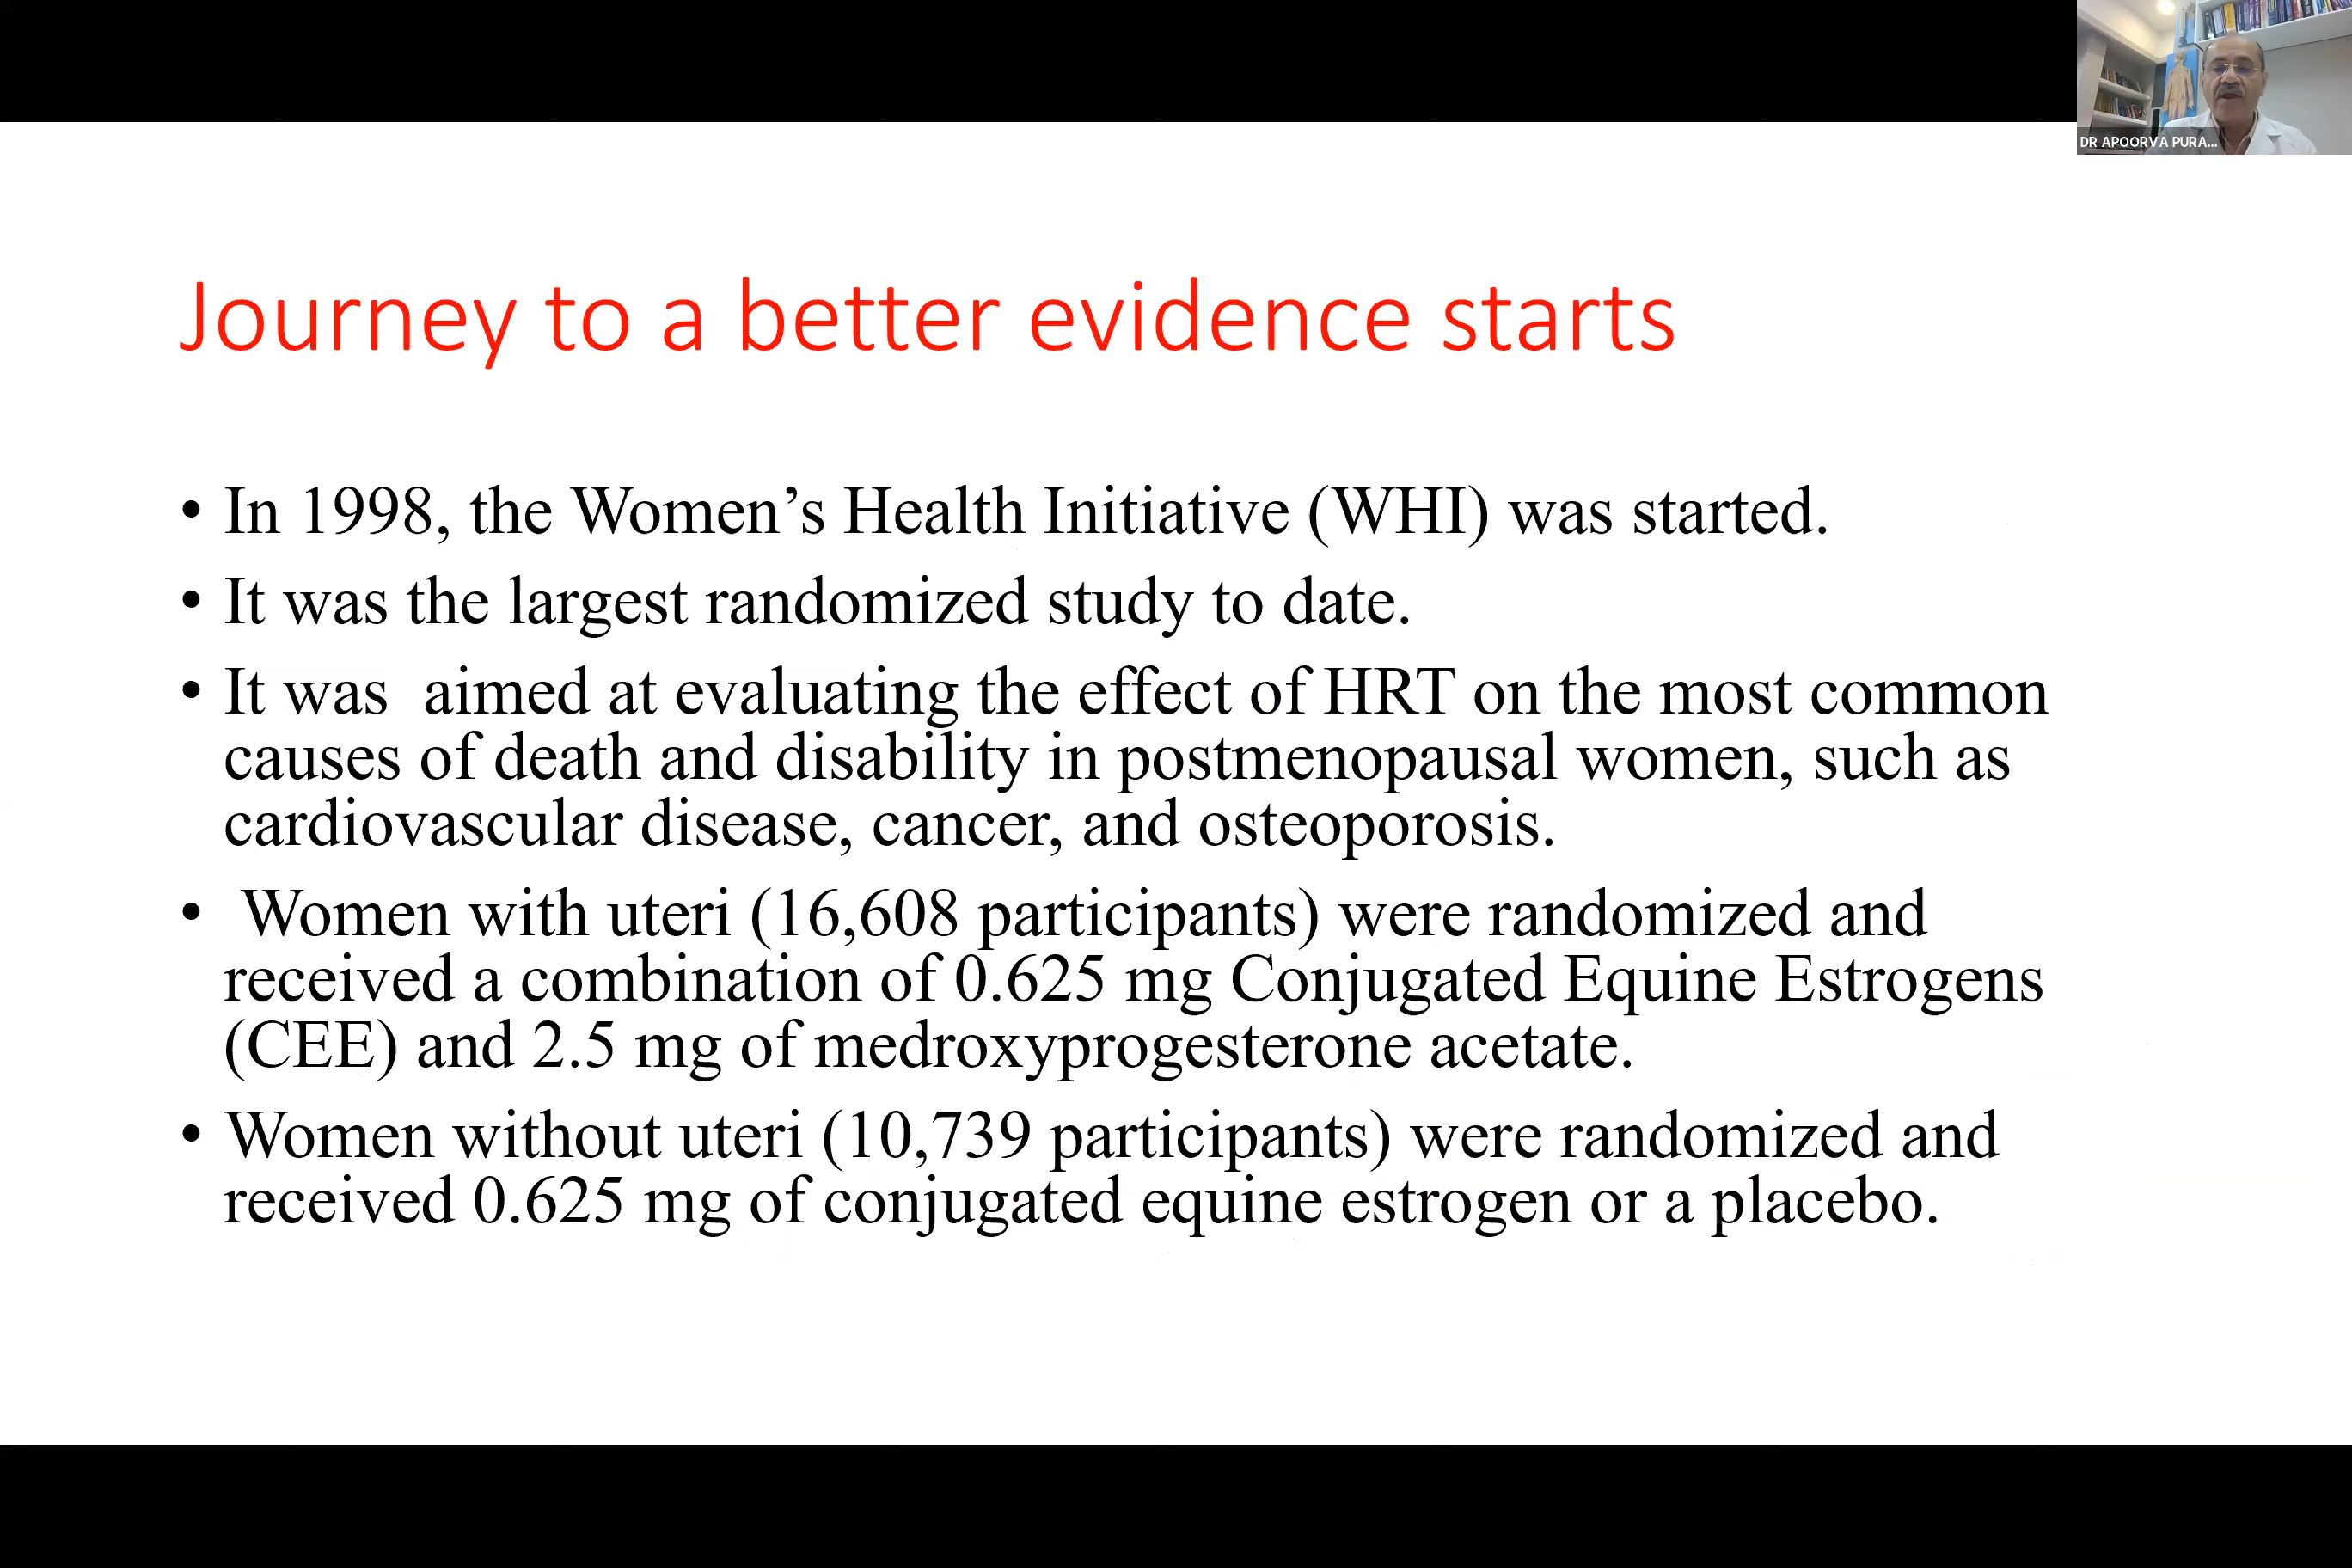 DR APOORVA PURA...
Journey to a better evidence starts
• In 1998, the Women’s Health Initiative (WHI) was started.
• It was the largest randomized study to date.
• It was  aimed at evaluating the effect of HRT on the most common
causes of death and disability in postmenopausal women, such as
cardiovascular disease, cancer, and osteoporosis.
•  Women with uteri (16,608 participants) were randomized and
received a combination of 0.625 mg Conjugated Equine Estrogens
(CEE) and 2.5 mg of medroxyprogesterone acetate.
• Women without uteri (10,739 participants) were randomized and
received 0.625 mg of conjugated equine estrogen or a placebo.